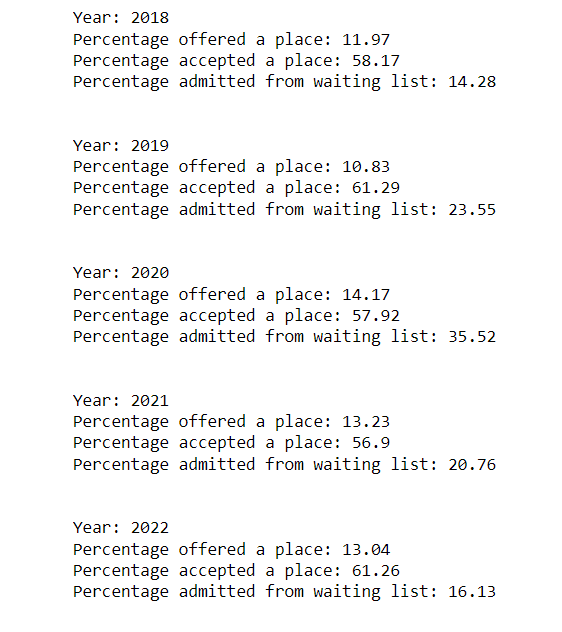 Year: 2018
Percentage offered a place: 11.97
Percentage accepted a place: 58.17
Percentage admitted from waiting list: 14.28
Year: 2019
Percentage offered a place: 10.83
Percentage accepted a place: 61.29
Percentage admitted from waiting list: 23.55
Year: 2020
Percentage offered a place: 14.17
Percentage accepted a place: 57.92
Percentage admitted from waiting list: 35.52
Year: 2021
Percentage offered a place: 13.23
Percentage accepted a place: 56.9
Percentage admitted from waiting list: 20.76
Year: 2022
Percentage offered a place: 13.04
Percentage accepted a place: 61.26
Percentage admitted from waiting list: 16.13